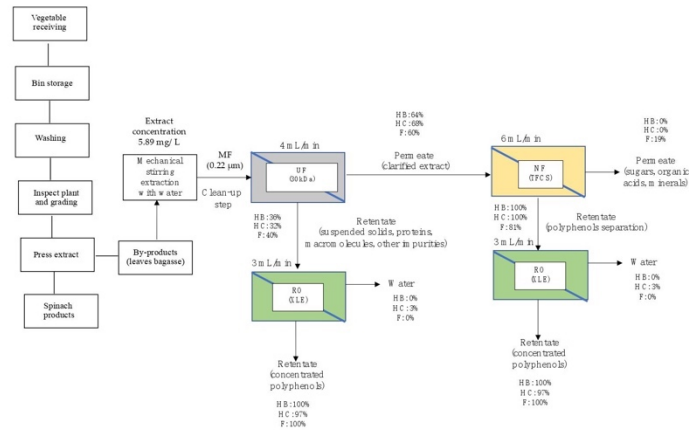 Vegetable
receiving
Bin storage
Washing
Inspect plant
and grading
Press extract
Spinach
products
By-products
(leaves bagasse)
Extract
concentration
5.89 mg/ L
Mechanical
stirring
extraction
with water
MF
(0.22 µm)
Clean-up
step
4 mL/min
UF
(30kDa)
HB:64%
HC:68%
F:60%
Permeate
(clarified extract)
HB:36%
HC:32%
F:40%
Retentate
(suspended solids, proteins,
macromolecules, other impurities)
3 mL/min
RO
(XLE)
Water
HB:0%
HC:3%
F:0%
Retentate
(concentrated
polyphenols)
HB:100%
HC:97%
F:100%
6 mL/min
NF
(TFCS)
HB:0%
HC:0%
F:19%
Permeate
(sugars, organic
acids, minerals)
HB:100%
HC:100%
F:81%
Retentate
(polyphenols separation)
3 mL/min
RO
(XLE)
Water
HB:0%
HC:3%
F:0%
Retentate
(concentrated
polyphenols)
HB:100%
HC:97%
F:100%